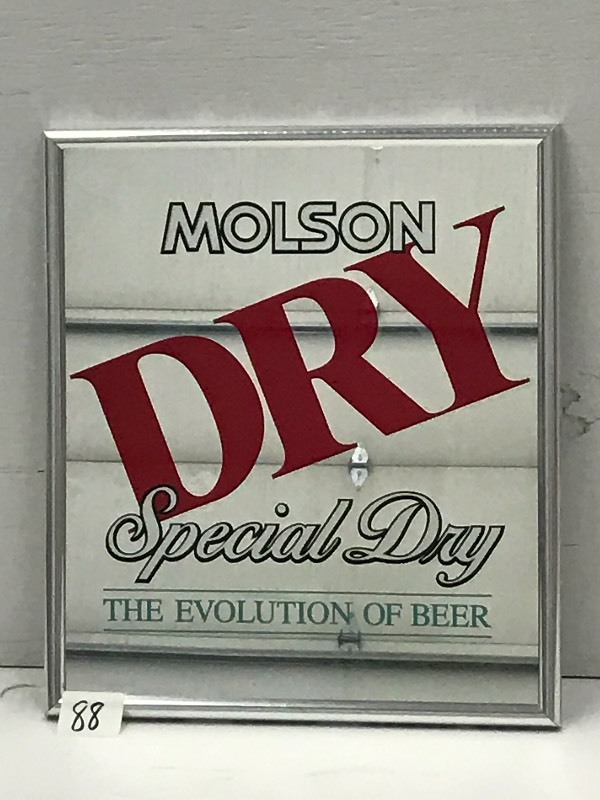 MOLSON
DRY
Special Dry
THE EVOLUTION OF BEER
88